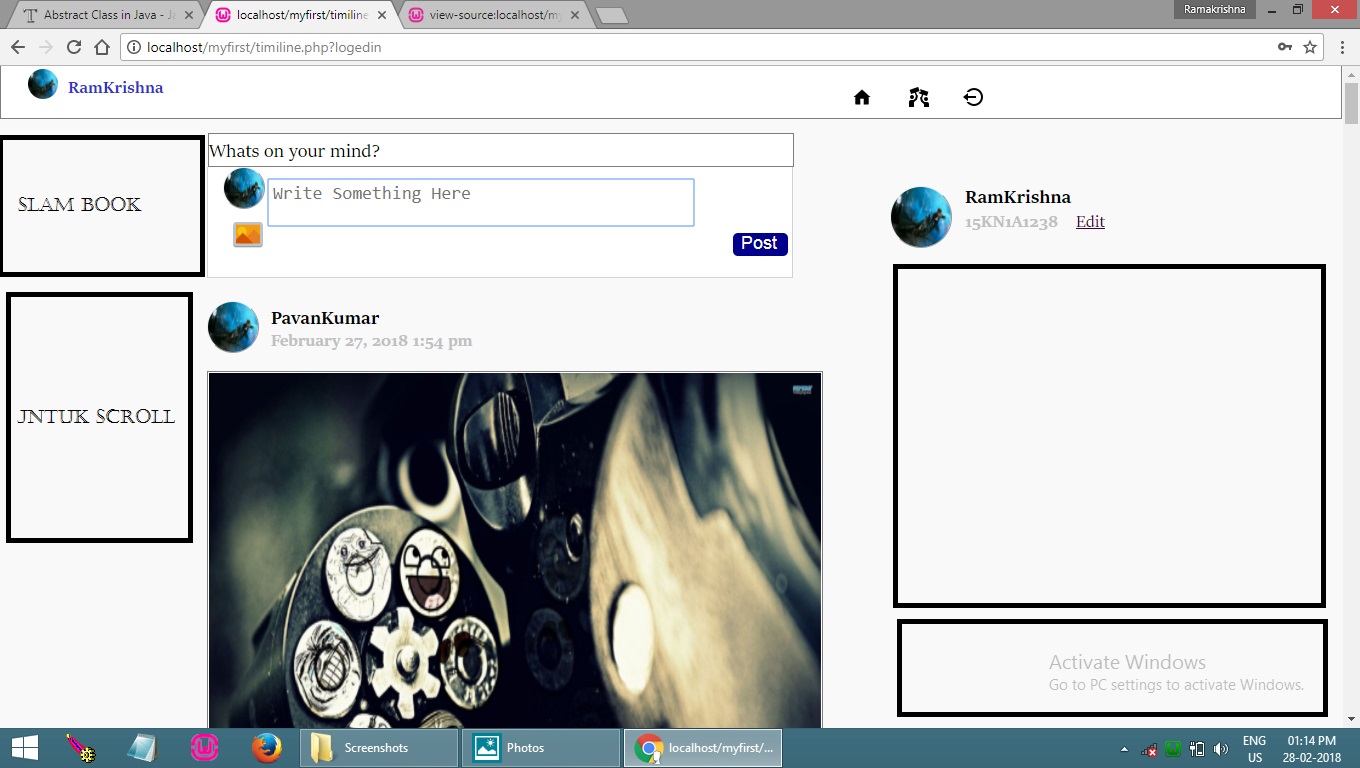 Abstract Class in Java - Ja
localhost/myfirst/timiline
view-source:localhost/my
Ramakrishna
localhost/myfirst/timiline.php?logedin
RamKrishna
SLAM BOOK
Whats on your mind?
Write Something Here
Post
RamKrishna
15KN1A1238 Edit
JNTUK SCROLL
PavanKumar
February 27, 2018 1:54 pm
Activate Windows
Go to PC settings to activate Windows.
Screenshots
Photos
localhost/myfirst/...
ENG
US
01:14 PM
28-02-2018